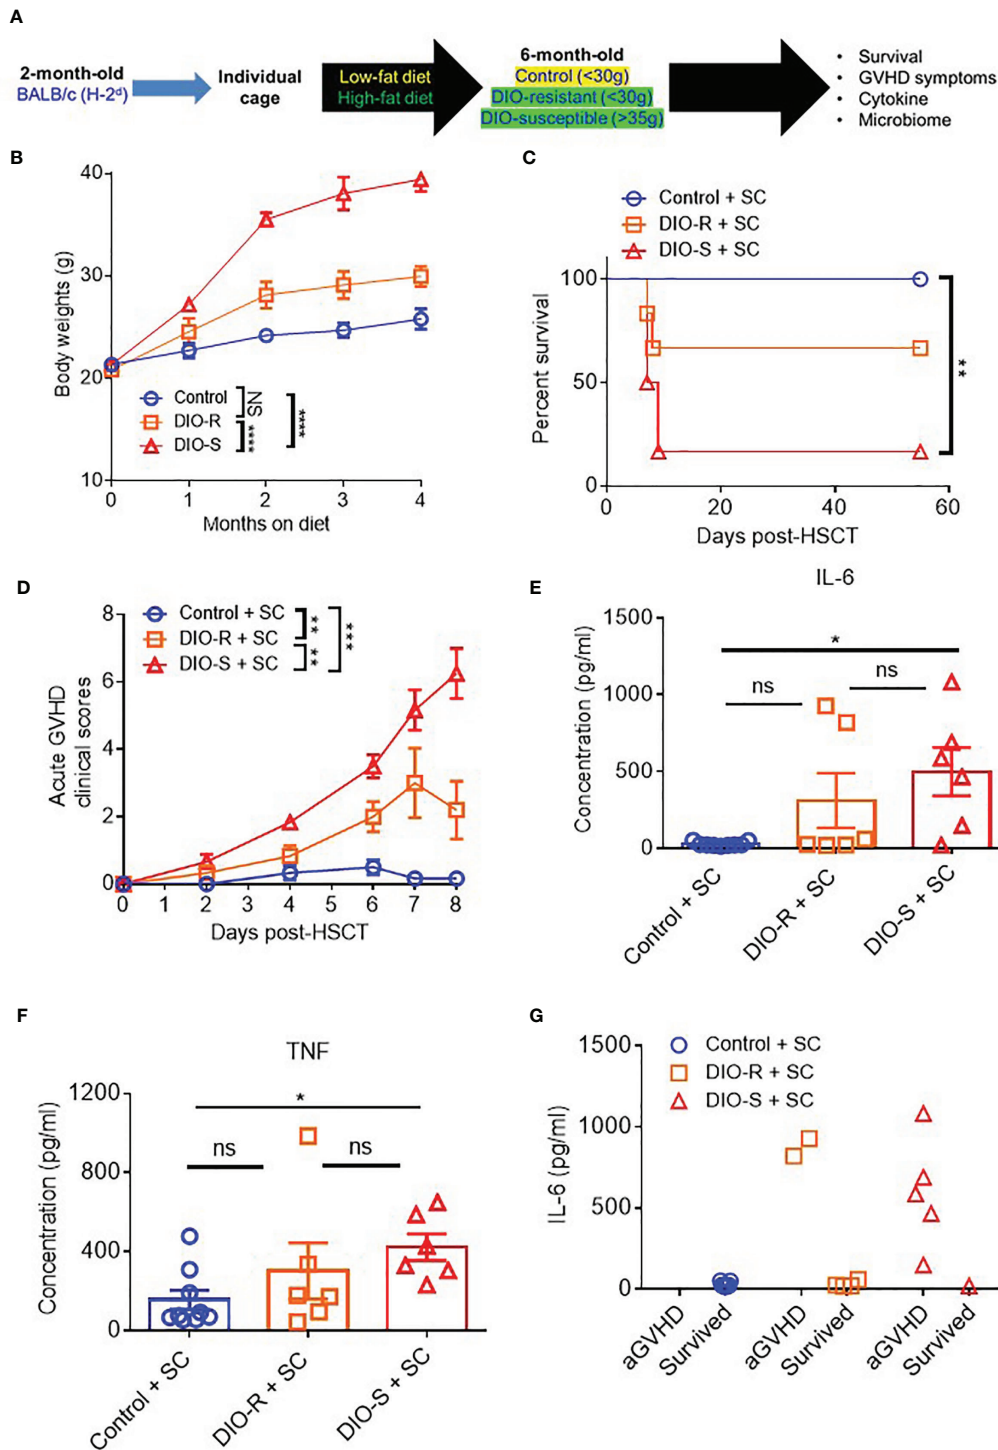 A
2-month-old
BALB/c (H-2ᵈ)
Individual
cage
Low-fat diet
High-fat diet
6-month-old
Control (<30g)
DIO-resistant (<30g)
DIO-susceptible (>35g)
• Survival
• GVHD symptoms
• Cytokine
• Microbiome
B
Body weights (g)
40
30
20
10
0 1 2 3 4
Months on diet
Control
DIO-R
DIO-S
NS
****
****
C
Control + SC
DIO-R + SC
DIO-S + SC
Percent survival
100
50
0
0 20 40 60
Days post-HSCT
**
D
Control + SC
DIO-R + SC
DIO-S + SC
**
**
***
Acute GVHD
clinical scores
8
6
4
2
0
0 1 2 3 4 5 6 7 8
Days post-HSCT
E
IL-6
Concentration (pg/ml)
1500
1000
500
0
*
ns
ns
Control + SC
DIO-R + SC
DIO-S + SC
F
TNF
Concentration (pg/ml)
1200
800
400
0
*
ns
ns
Control + SC
DIO-R + SC
DIO-S + SC
G
Control + SC
DIO-R + SC
DIO-S + SC
IL-6 (pg/ml)
1500
1000
500
0
aGVHD
Survived
aGVHD
Survived
aGVHD
Survived